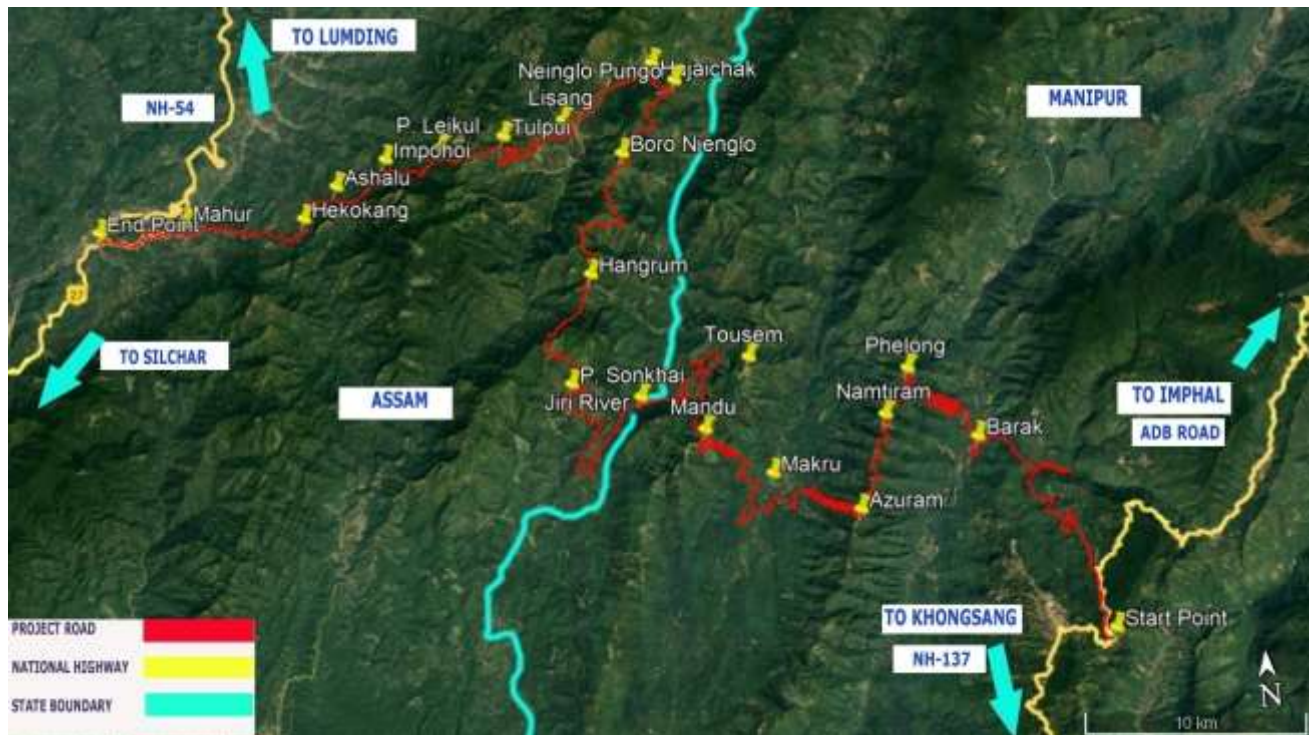 TO LUMDING
NH-54
Neinglo Pungo
Hajaichak
Lisang
MANIPUR
P. Leikul
Tulpui
Impohoi
Boro Nienglo
Ashalu
Mahur
Hekokang
End Point
Hangrum
27
TO SILCHAR
Tousem
Phelong
P. Sonkhai
ASSAM
Jiri River
Mandu
Namtiram
TO IMPHAL
ADB ROAD
Barak
Makru
Azuram
TO KHONGSANG
NH-137
Start Point
PROJECT ROAD
NATIONAL HIGHWAY
STATE BOUNDARY
N
10 km